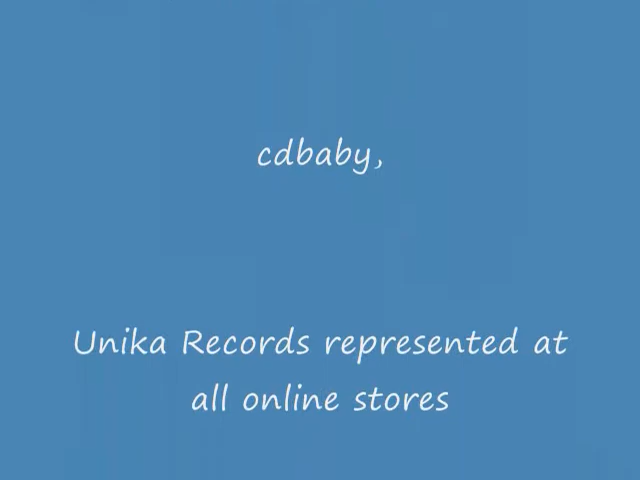 cdbaby,
Unika Records represented at
all online stores